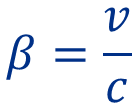 β = v/c